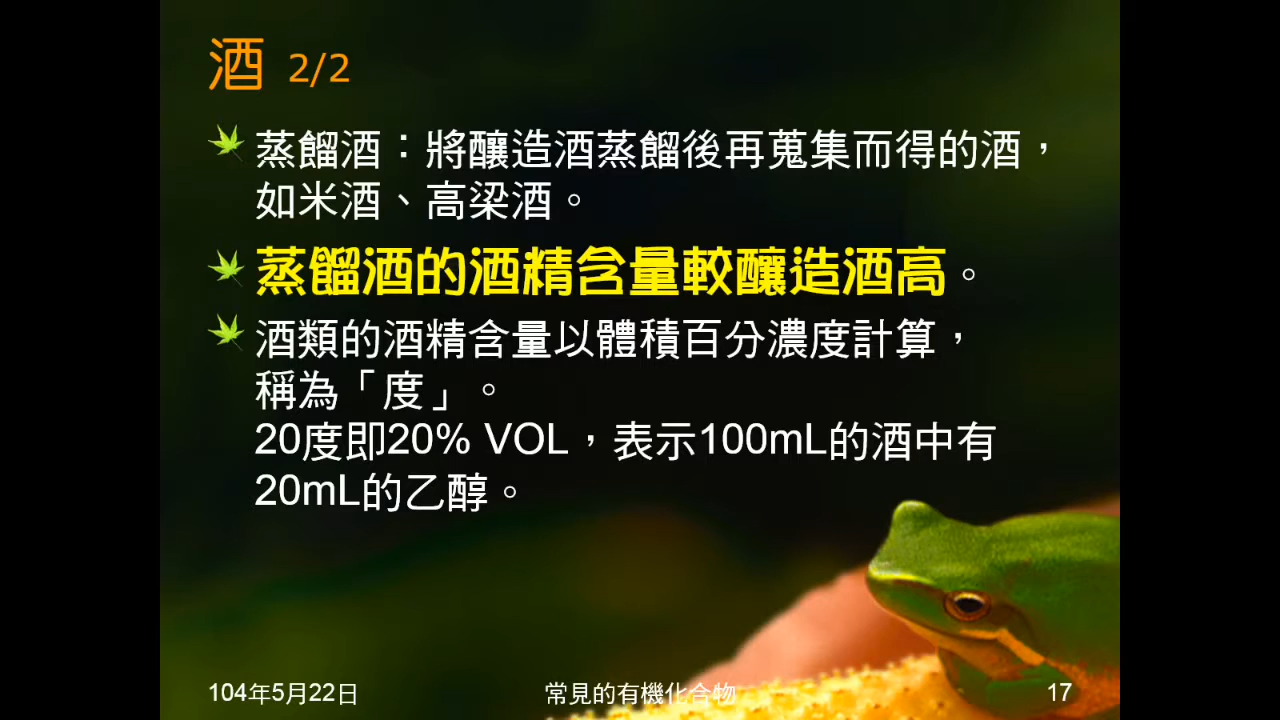 酒 2/2
蒸餾酒：將釀造酒蒸餾後再蒐集而得的酒，
如米酒、高梁酒。
蒸餾酒的酒精含量較釀造酒高。
酒類的酒精含量以體積百分濃度計算，
稱為「度」。
20度即20% VOL，表示100mL的酒中有
20mL的乙醇。
104年5月22日
常見的有機化合物
17